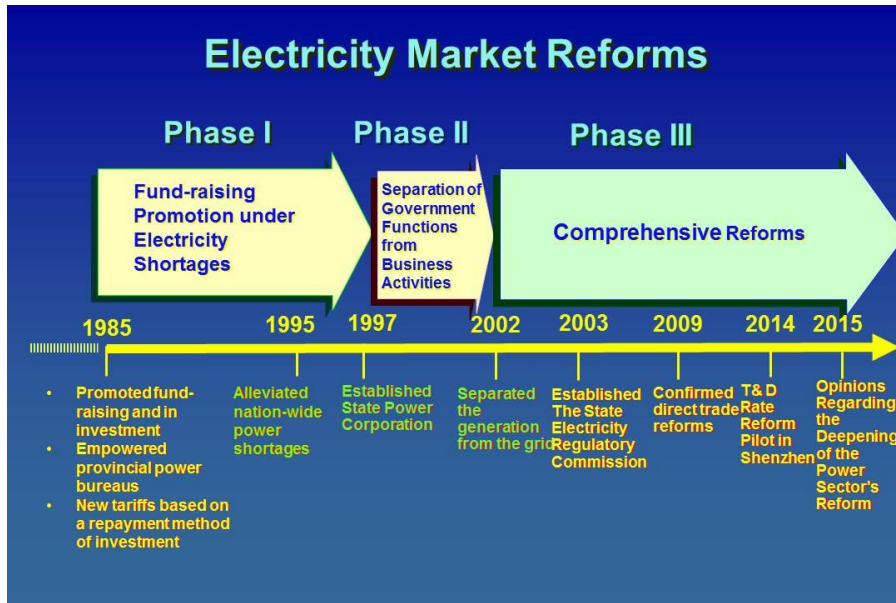 Electricity Market Reforms
Phase I
Phase II
Phase III
Fund-raising
Promotion under
Electricity
Shortages
Separation of
Government
Functions
from
Business
Activities
Comprehensive Reforms
1985
1995
1997
2002
2003
2009
2014
2015
• Promoted fund-
raising and in
investment
• Empowered
provincial power
bureaus
• New tariffs based on
a repayment method
of investment
Alleviated
nation-wide
power
shortages
Established
State Power
Corporation
Separated
the
generation
from the grid
Established
The State
Electricity
Regulatory
Commission
Confirmed
direct trade
reforms
T& D
Rate
Reform
Pilot in
Shenzhen
Opinions
Regarding
the
Deepening
of the
Power
Sector's
Reform